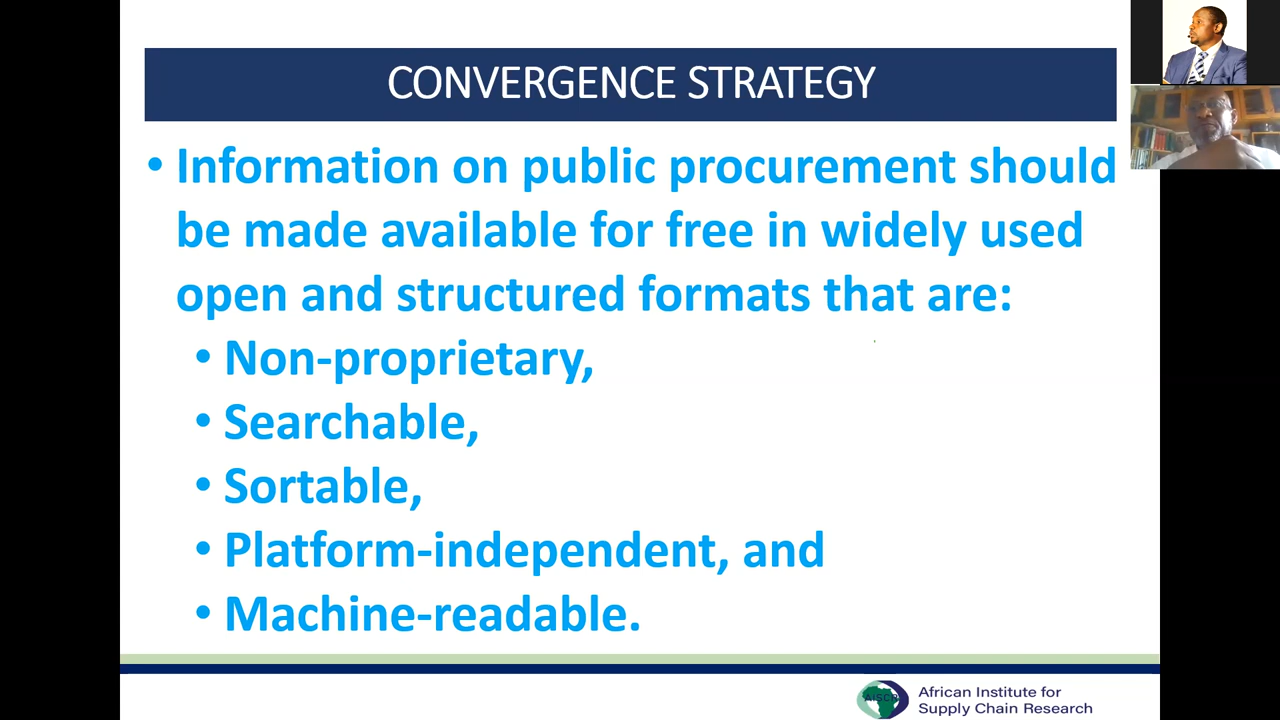 CONVERGENCE STRATEGY
• Information on public procurement should
be made available for free in widely used
open and structured formats that are:
• Non-proprietary,
• Searchable,
• Sortable,
• Platform-independent, and
• Machine-readable.
AISCR
African Institute for
Supply Chain Research